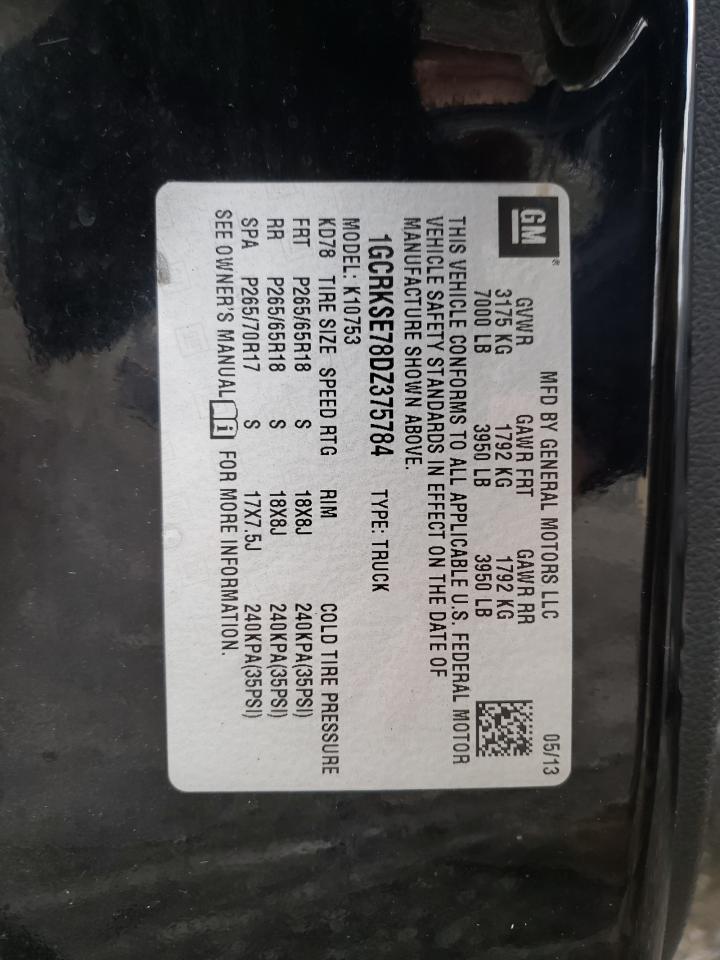 GM
MFD BY GENERAL MOTORS LLC 05/13
GVWR GAWR FRT GAWR RR
3175 KG 1792 KG 1792 KG
7000 LB 3950 LB 3950 LB
THIS VEHICLE CONFORMS TO ALL APPLICABLE U.S. FEDERAL MOTOR
VEHICLE SAFETY STANDARDS IN EFFECT ON THE DATE OF
MANUFACTURE SHOWN ABOVE.
1GCRKSE78DZ375784 TYPE: TRUCK
MODEL: K10753
KD78 TIRE SIZE SPEED RTG RIM COLD TIRE PRESSURE
FRT P265/65R18 S 18X8J 240KPA(35PSI)
RR P265/65R18 S 18X8J 240KPA(35PSI)
SPA P265/70R17 S 17X7.5J 240KPA(35PSI)
SEE OWNER'S MANUAL i FOR MORE INFORMATION.